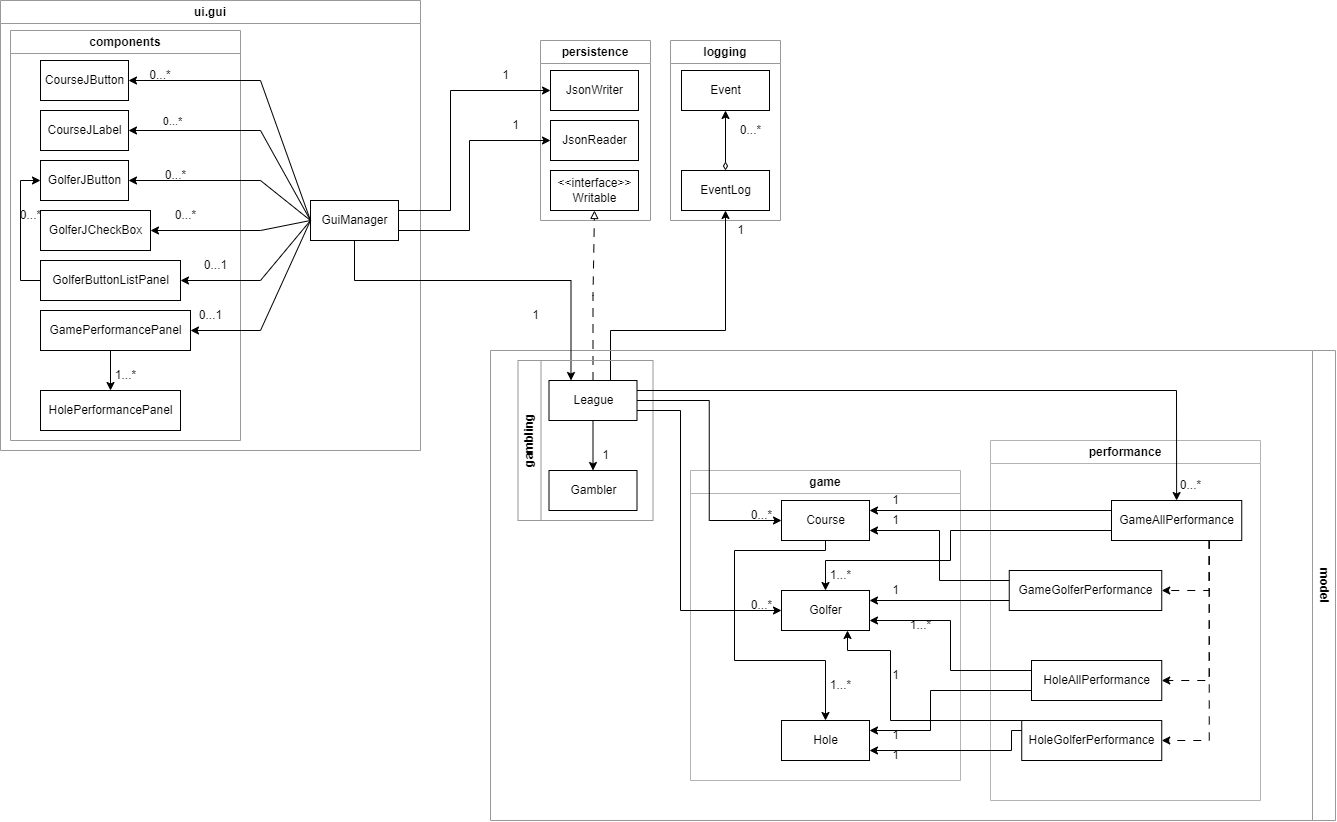 ui.gui
components
CourseJButton
0...*
CourseJLabel
0...*
GolferJButton
0...*
0...*
GolferJCheckBox
0...*
GolferButtonListPanel
0...1
GamePerformancePanel
0...1
1...*
HolePerformancePanel
GuiManager
1
1
1
persistence
JsonWriter
JsonReader
<<interface>>
Writable
logging
Event
0...*
EventLog
1
model
gambling
League
1
Gambler
game
0...*
Course
1
1
1...*
0...*
Golfer
1
1...*
1
1...*
Hole
1
1
performance
0...*
GameAllPerformance
GameGolferPerformance
HoleAllPerformance
HoleGolferPerformance